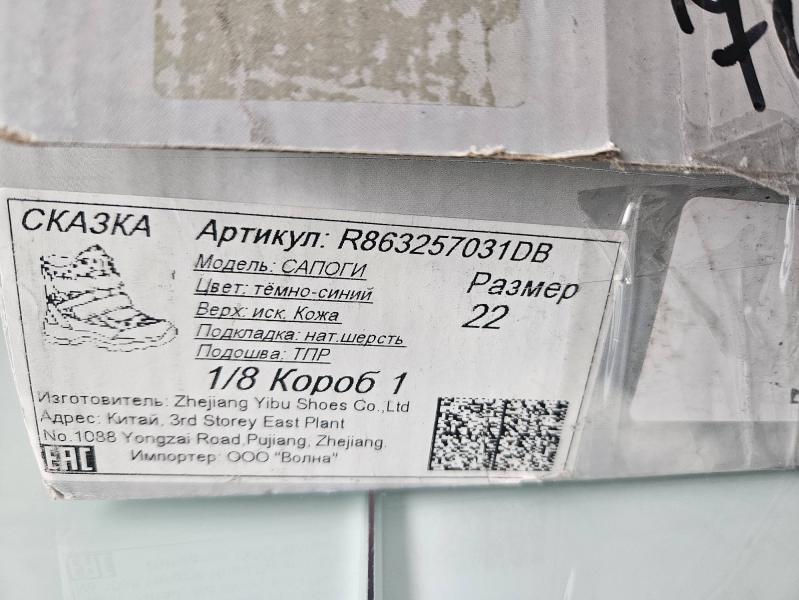 СКАЗКА
Артикул: R863257031DB
Модель: САПОГИ
Цвет: тёмно-синий
Верх: иск. Кожа
Подкладка: нат.шерсть
Подошва: ТПР
Размер
22
1/8 Короб 1
Изготовитель: Zhejiang Yibu Shoes Co.,Ltd
Адрес: Китай, 3rd Storey East Plant
No.1088 Yongzai Road,Pujiang, Zhejiang.
EAC
Импортер: ООО "Волна"